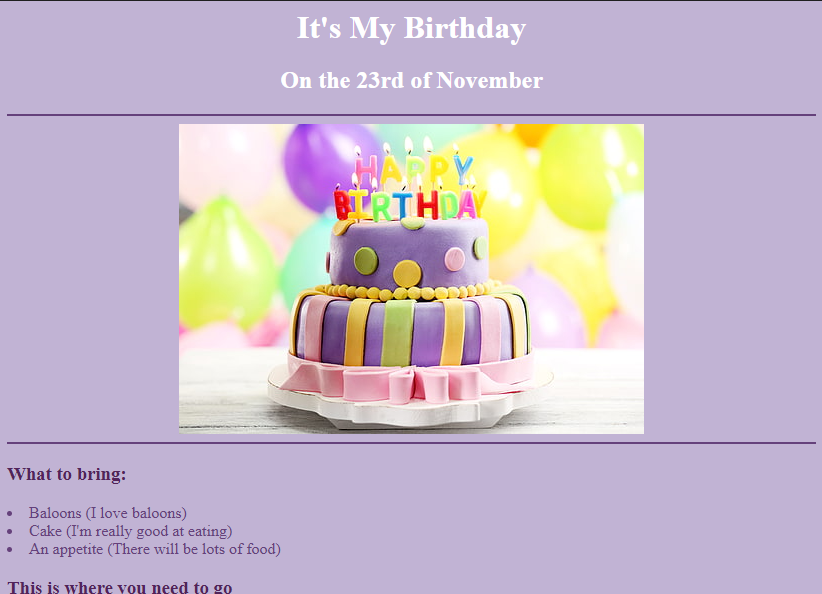 It's My Birthday
On the 23rd of November
HAPPY
BIRTHDAY
What to bring:
Baloons (I love baloons)
Cake (I'm really good at eating)
An appetite (There will be lots of food)
This is where you need to go